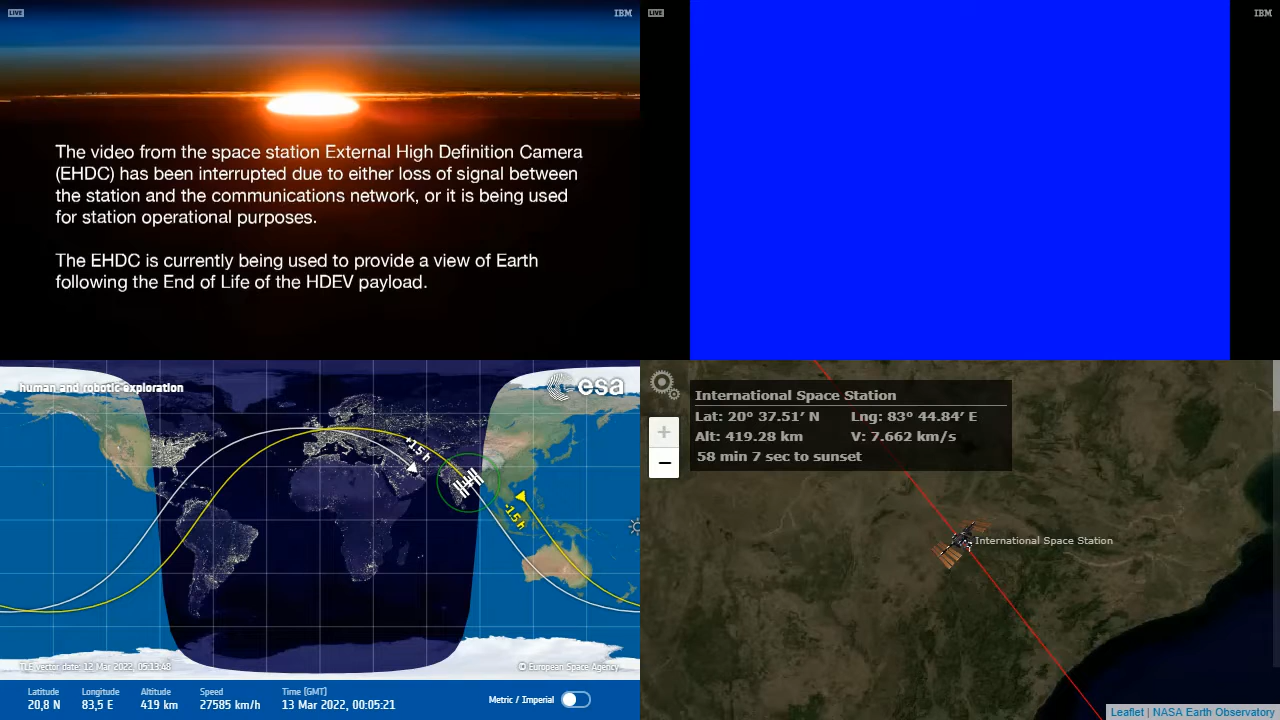 LIVE
IBM
The video from the space station External High Definition Camera
(EHDC) has been interrupted due to either loss of signal between
the station and the communications network, or it is being used
for station operational purposes.
The EHDC is currently being used to provide a view of Earth
following the End of Life of the HDEV payload.
LIVE
IBM
human and robotic exploration
esa
+1.5 h
-1.5 h
TLE vector date: 12 Mar 2022, 05:13:48
© European Space Agency
Latitude
20,8 N
Longitude
83,5 E
Altitude
419 km
Speed
27585 km/h
Time [GMT]
13 Mar 2022, 00:05:21
Metric / Imperial
+
−
International Space Station
Lat: 20° 37.51′ N Lng: 83° 44.84′ E
Alt: 419.28 km V: 7.662 km/s
58 min 7 sec to sunset
International Space Station
Leaflet | NASA Earth Observatory